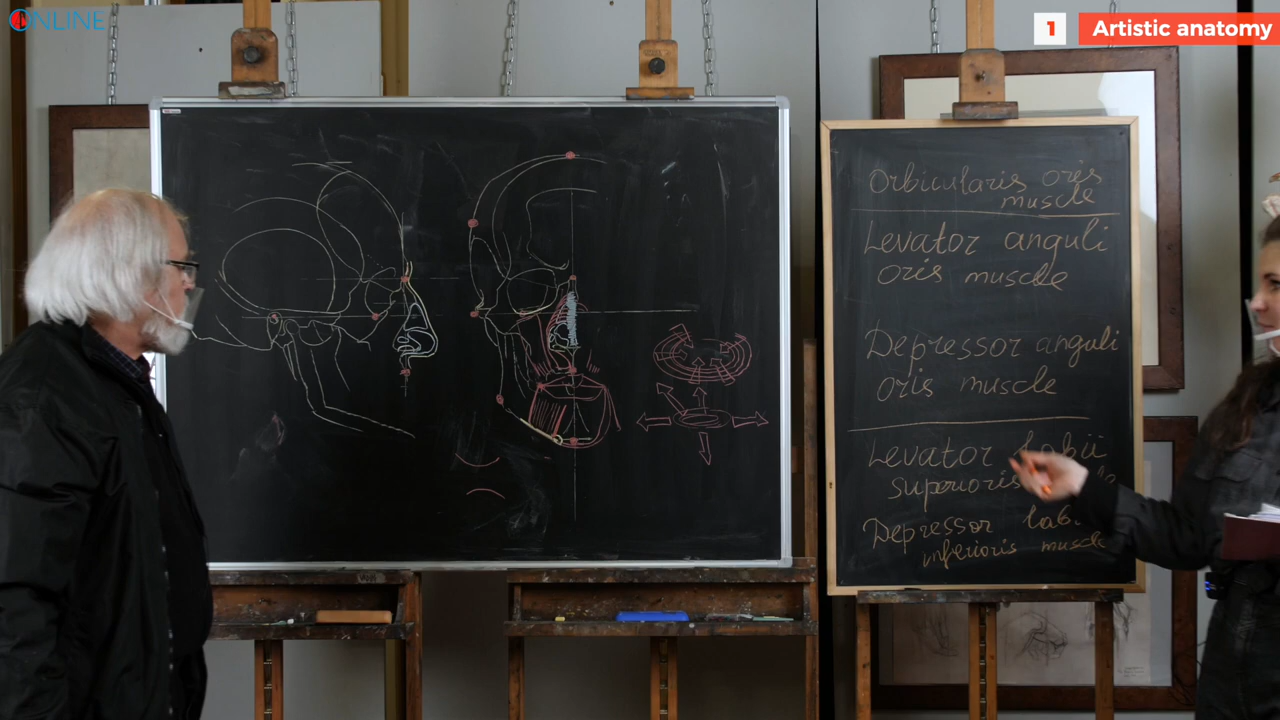 ONLINE
1 Artistic anatomy
Orbicularis oris
muscle
Levator anguli
oris muscle
Depressor anguli
oris muscle
Levator labii
superioris
Depressor
inferioris muscle